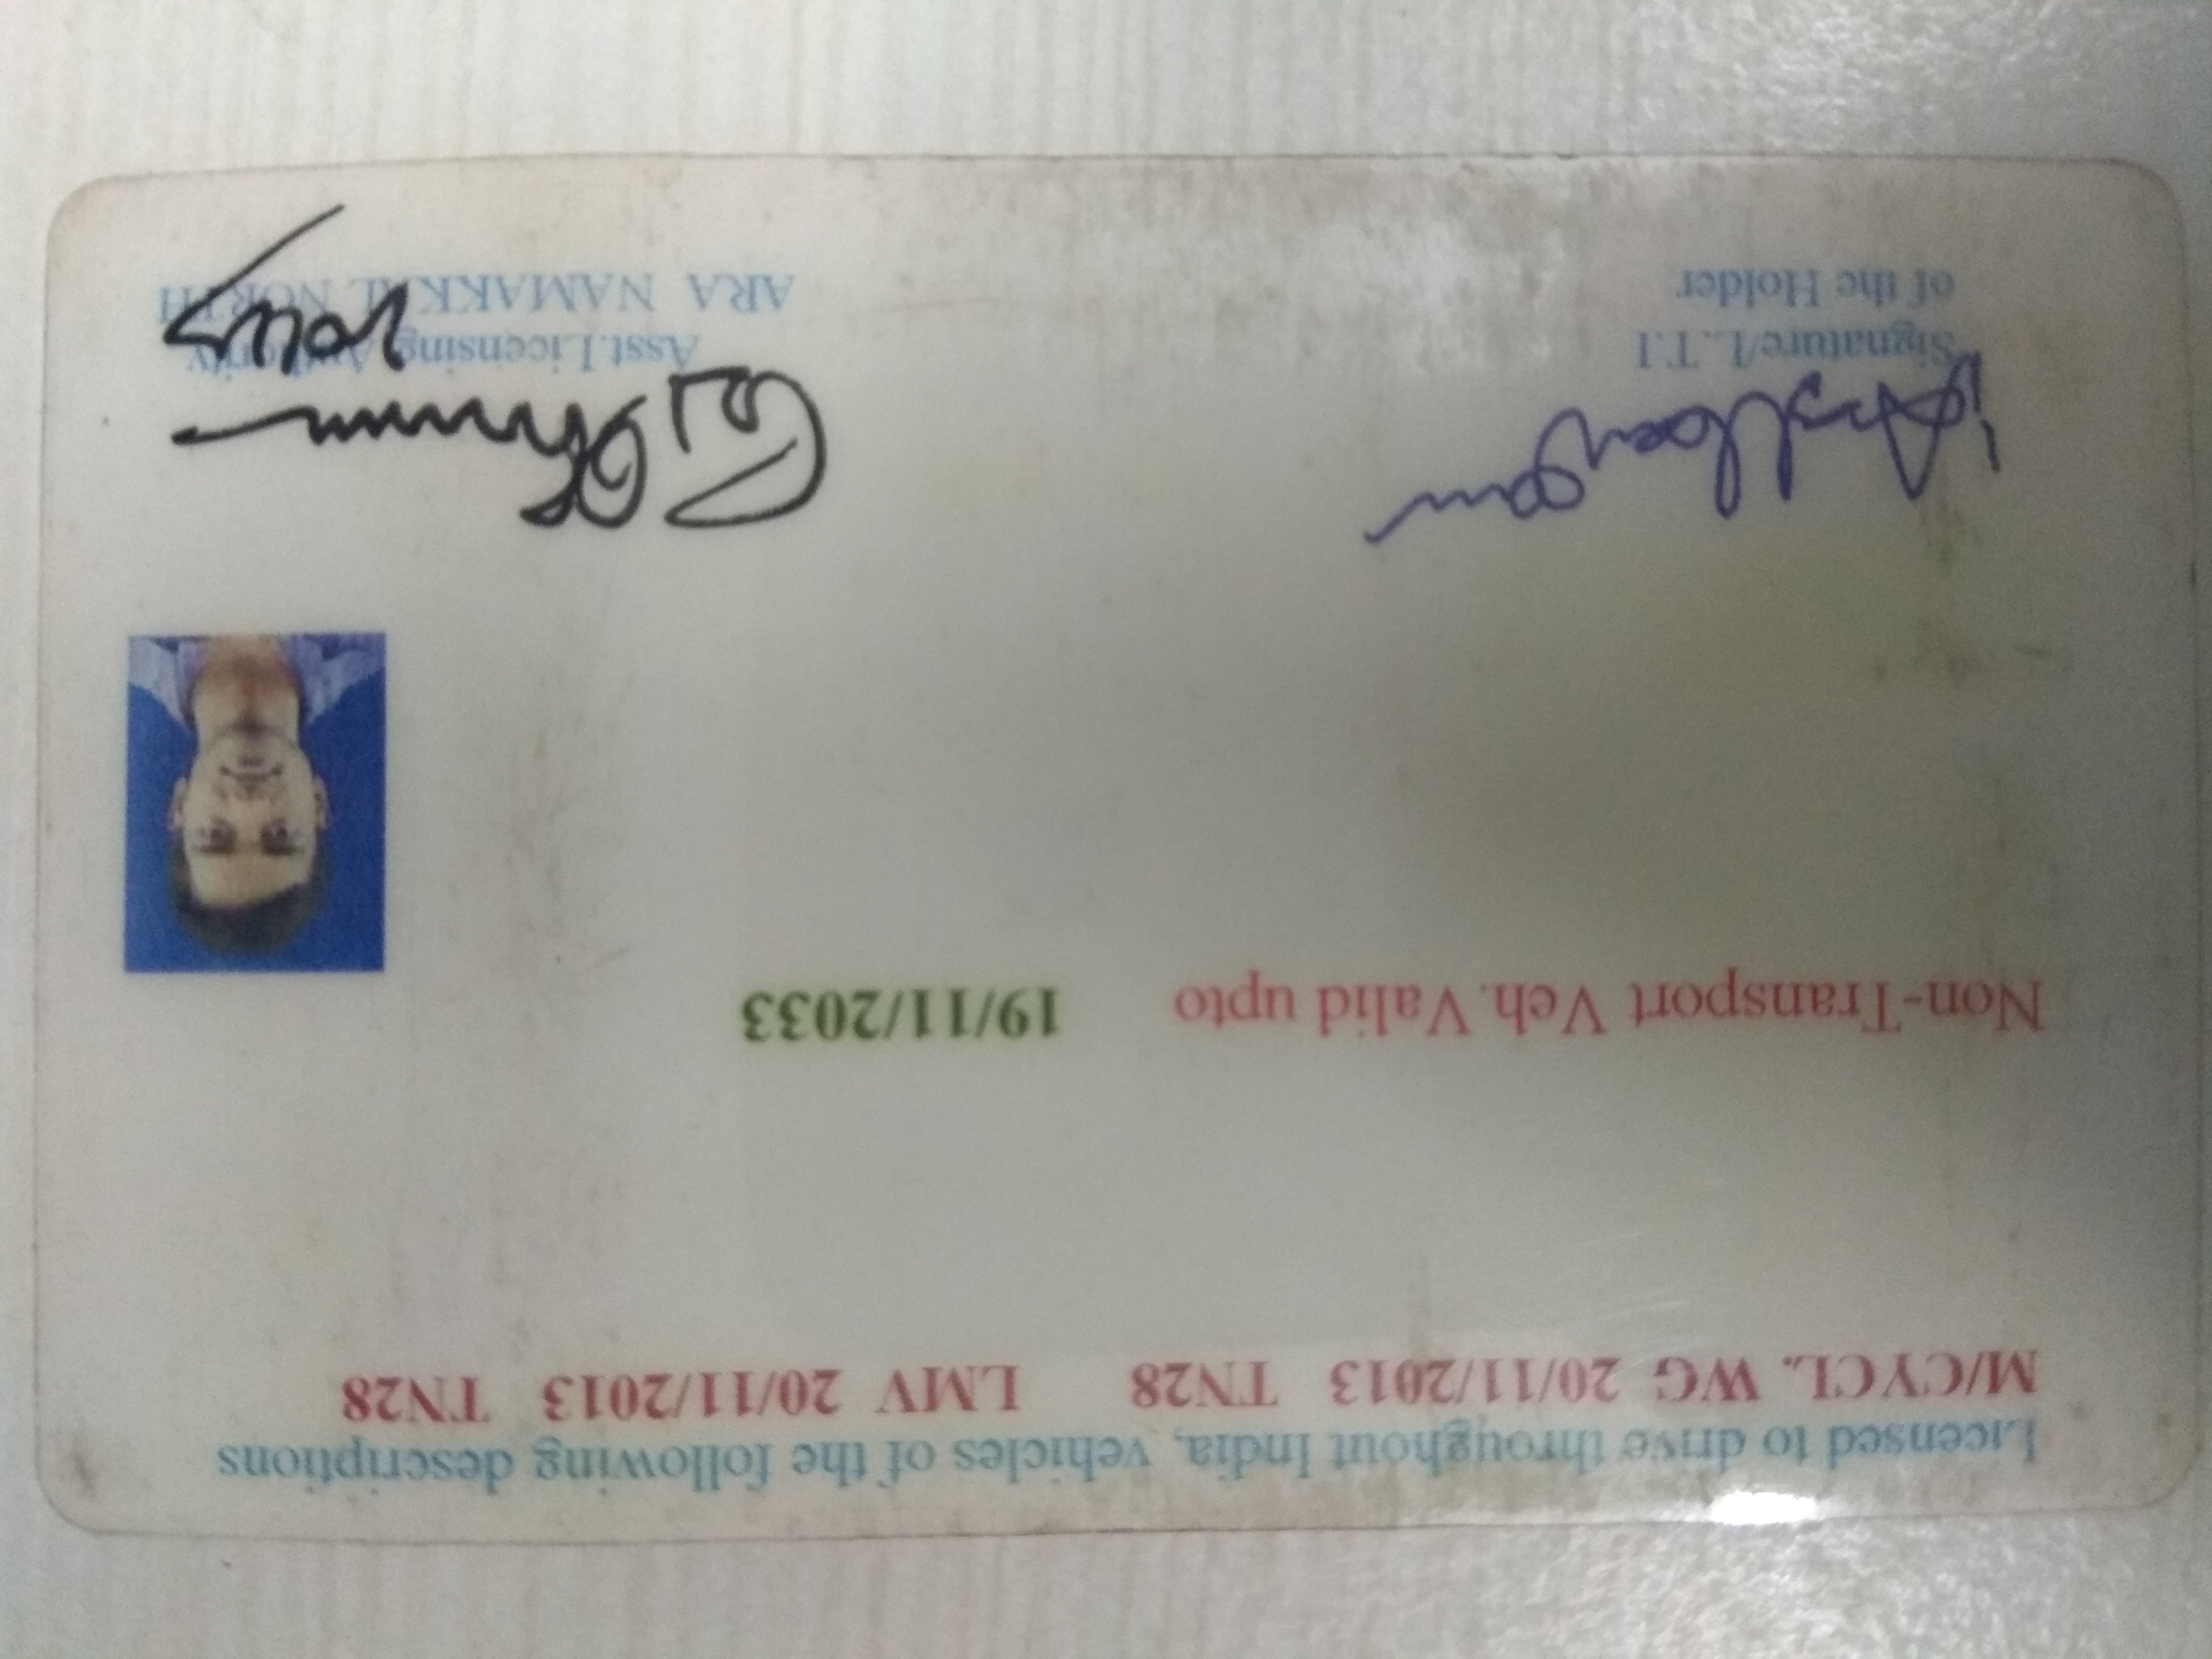 Licensed to drive throughout India, vehicles of the following descriptions
M/CYCL. WG 20/11/2013 TN28 LMV 20/11/2013 TN28
Non-Transport Veh. Valid upto 19/11/2033
Signature/L.T.I
of the Holder
Asst.Licensing Authority
ARA NAMAKKAL NORTH